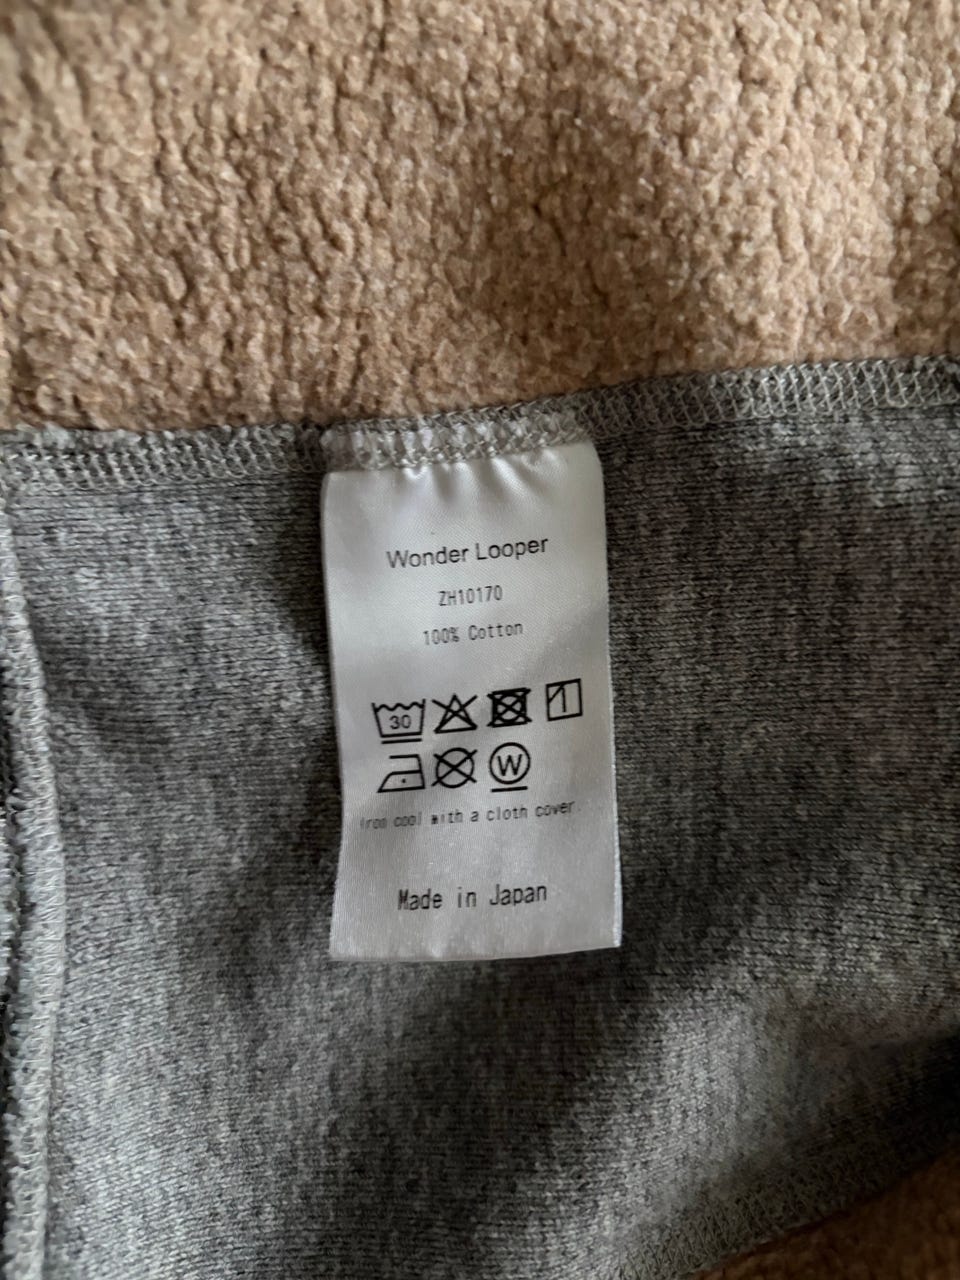 Wonder Looper
ZH10170
100% Cotton
30
W
Iron cool with a cloth cover.
Made in Japan